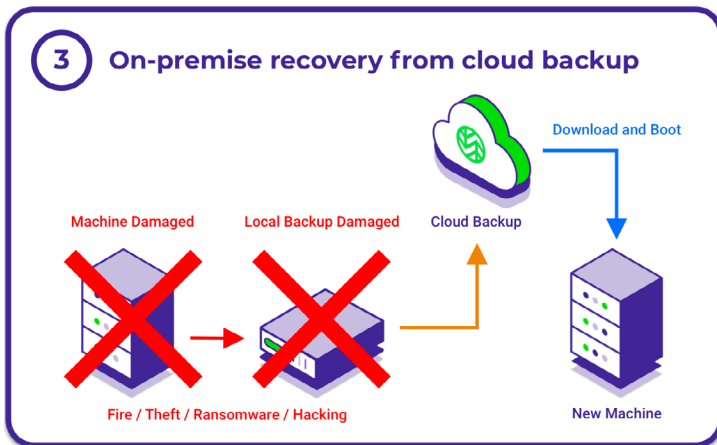 3
On-premise recovery from cloud backup
Download and Boot
Machine Damaged
Local Backup Damaged
Cloud Backup
Fire / Theft / Ransomware / Hacking
New Machine